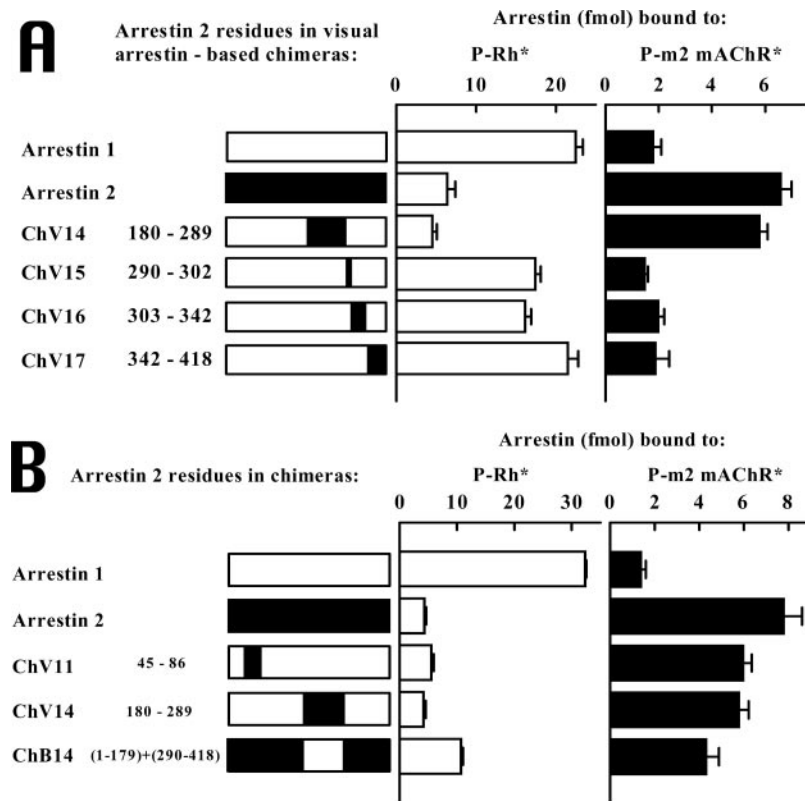 A
Arrestin 2 residues in visual
arrestin - based chimeras:
Arrestin (fmol) bound to:
P-Rh*
P-m2 mAChR*
0 10 20
0 2 4 6
Arrestin 1
Arrestin 2
ChV14 180 - 289
ChV15 290 - 302
ChV16 303 - 342
ChV17 342 - 418
B
Arrestin 2 residues in chimeras:
Arrestin (fmol) bound to:
P-Rh*
P-m2 mAChR*
0 10 20 30
0 2 4 6 8
Arrestin 1
Arrestin 2
ChV11 45 - 86
ChV14 180 - 289
ChB14 (1-179)+(290-418)